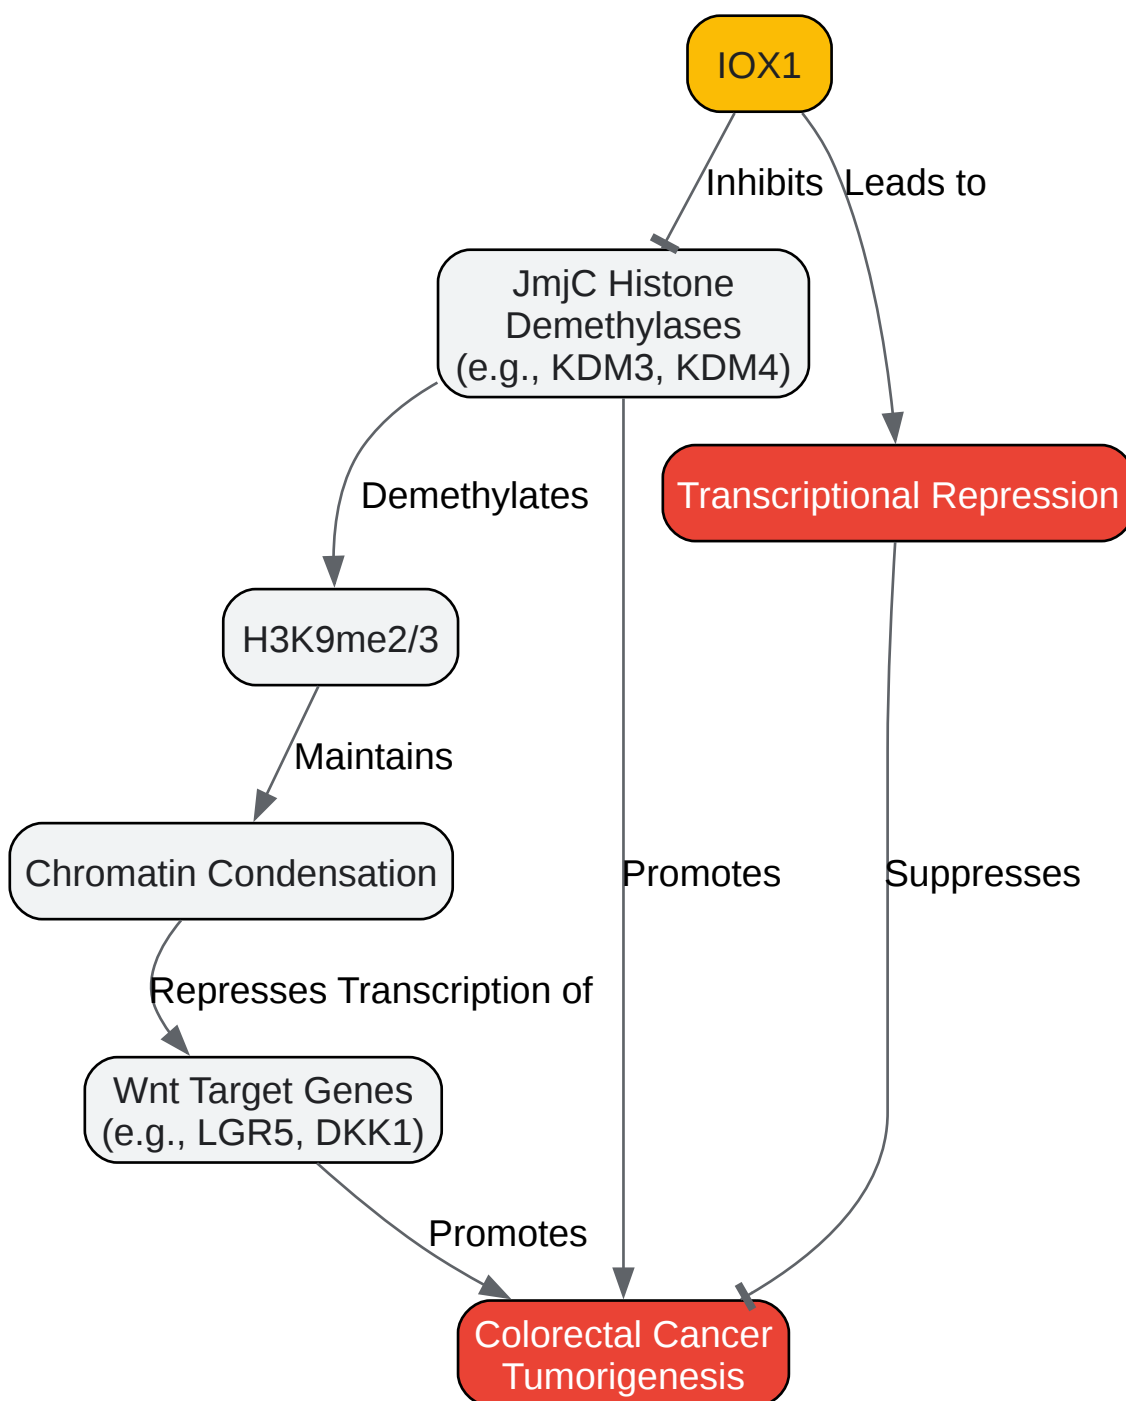 IOX1
Inhibits
Leads to
JmjC Histone
Demethylases
(e.g., KDM3, KDM4)
Demethylates
Transcriptional Repression
H3K9me2/3
Maintains
Chromatin Condensation
Promotes
Suppresses
Represses Transcription of
Wnt Target Genes
(e.g., LGR5, DKK1)
Promotes
Colorectal Cancer
Tumorigenesis